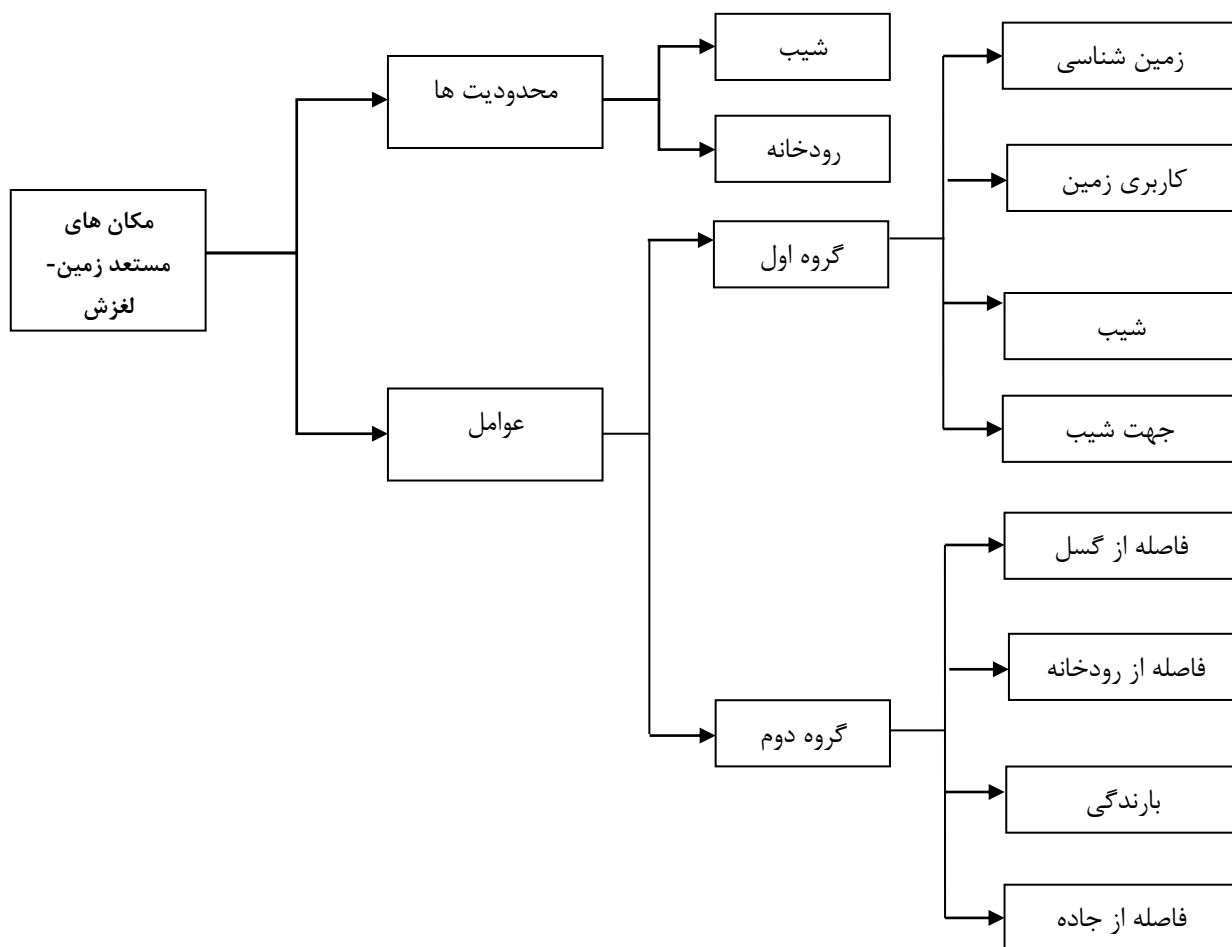 مکان های
مستعد زمین-
لغزش
محدودیت ها
شیب
رودخانه
عوامل
گروه اول
زمین شناسی
کاربری زمین
شیب
جهت شیب
گروه دوم
فاصله از گسل
فاصله از رودخانه
بارندگی
فاصله از جاده